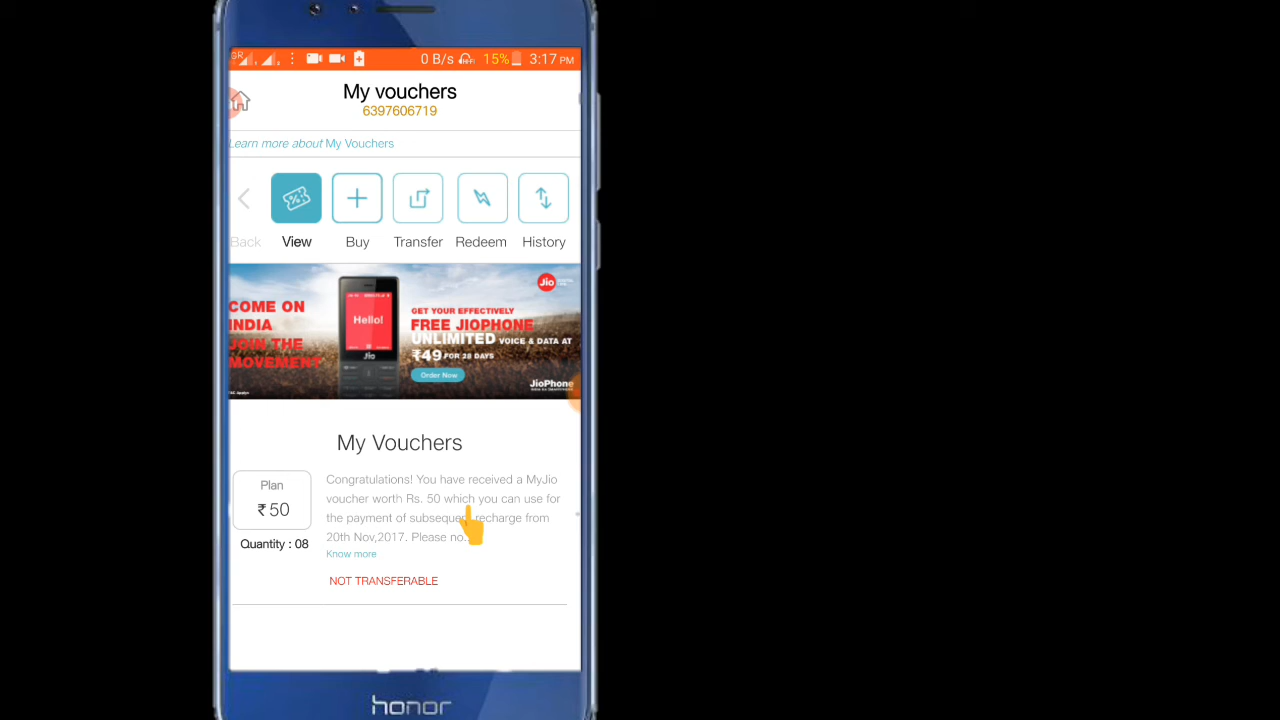 0 B/s 15% 3:17 PM
My vouchers
6397606719
Learn more about My Vouchers
Back View Buy Transfer Redeem History
Jio
COME ON
INDIA
JOIN THE
MOVEMENT
Hello!
Jio
GET YOUR EFFECTIVELY
FREE JIOPHONE
UNLIMITED VOICE & DATA AT
₹49 FOR 28 DAYS
Order Now
JioPhone
My Vouchers
Plan
₹ 50
Quantity : 08
Congratulations! You have received a MyJio
voucher worth Rs. 50 which you can use for
the payment of subsequent recharge from
20th Nov,2017. Please no...
Know more
NOT TRANSFERABLE
honor